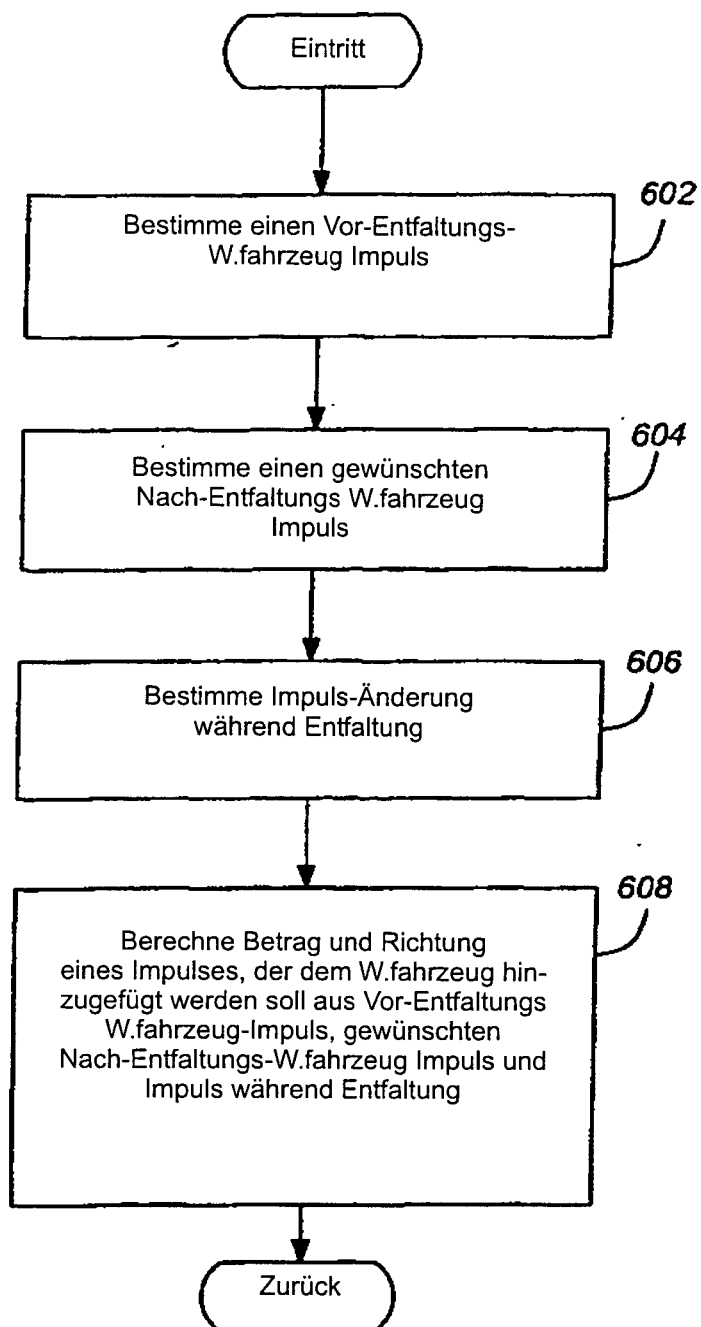 Eintritt
602
Bestimme einen Vor-Entfaltungs-
W.fahrzeug Impuls
604
Bestimme einen gewünschten
Nach-Entfaltungs W.fahrzeug
Impuls
606
Bestimme Impuls-Änderung
während Entfaltung
608
Berechne Betrag und Richtung
eines Impulses, der dem W.fahrzeug hin-
zugefügt werden soll aus Vor-Entfaltungs
W.fahrzeug-Impuls, gewünschten
Nach-Entfaltungs-W.fahrzeug Impuls und
Impuls während Entfaltung
Zurück